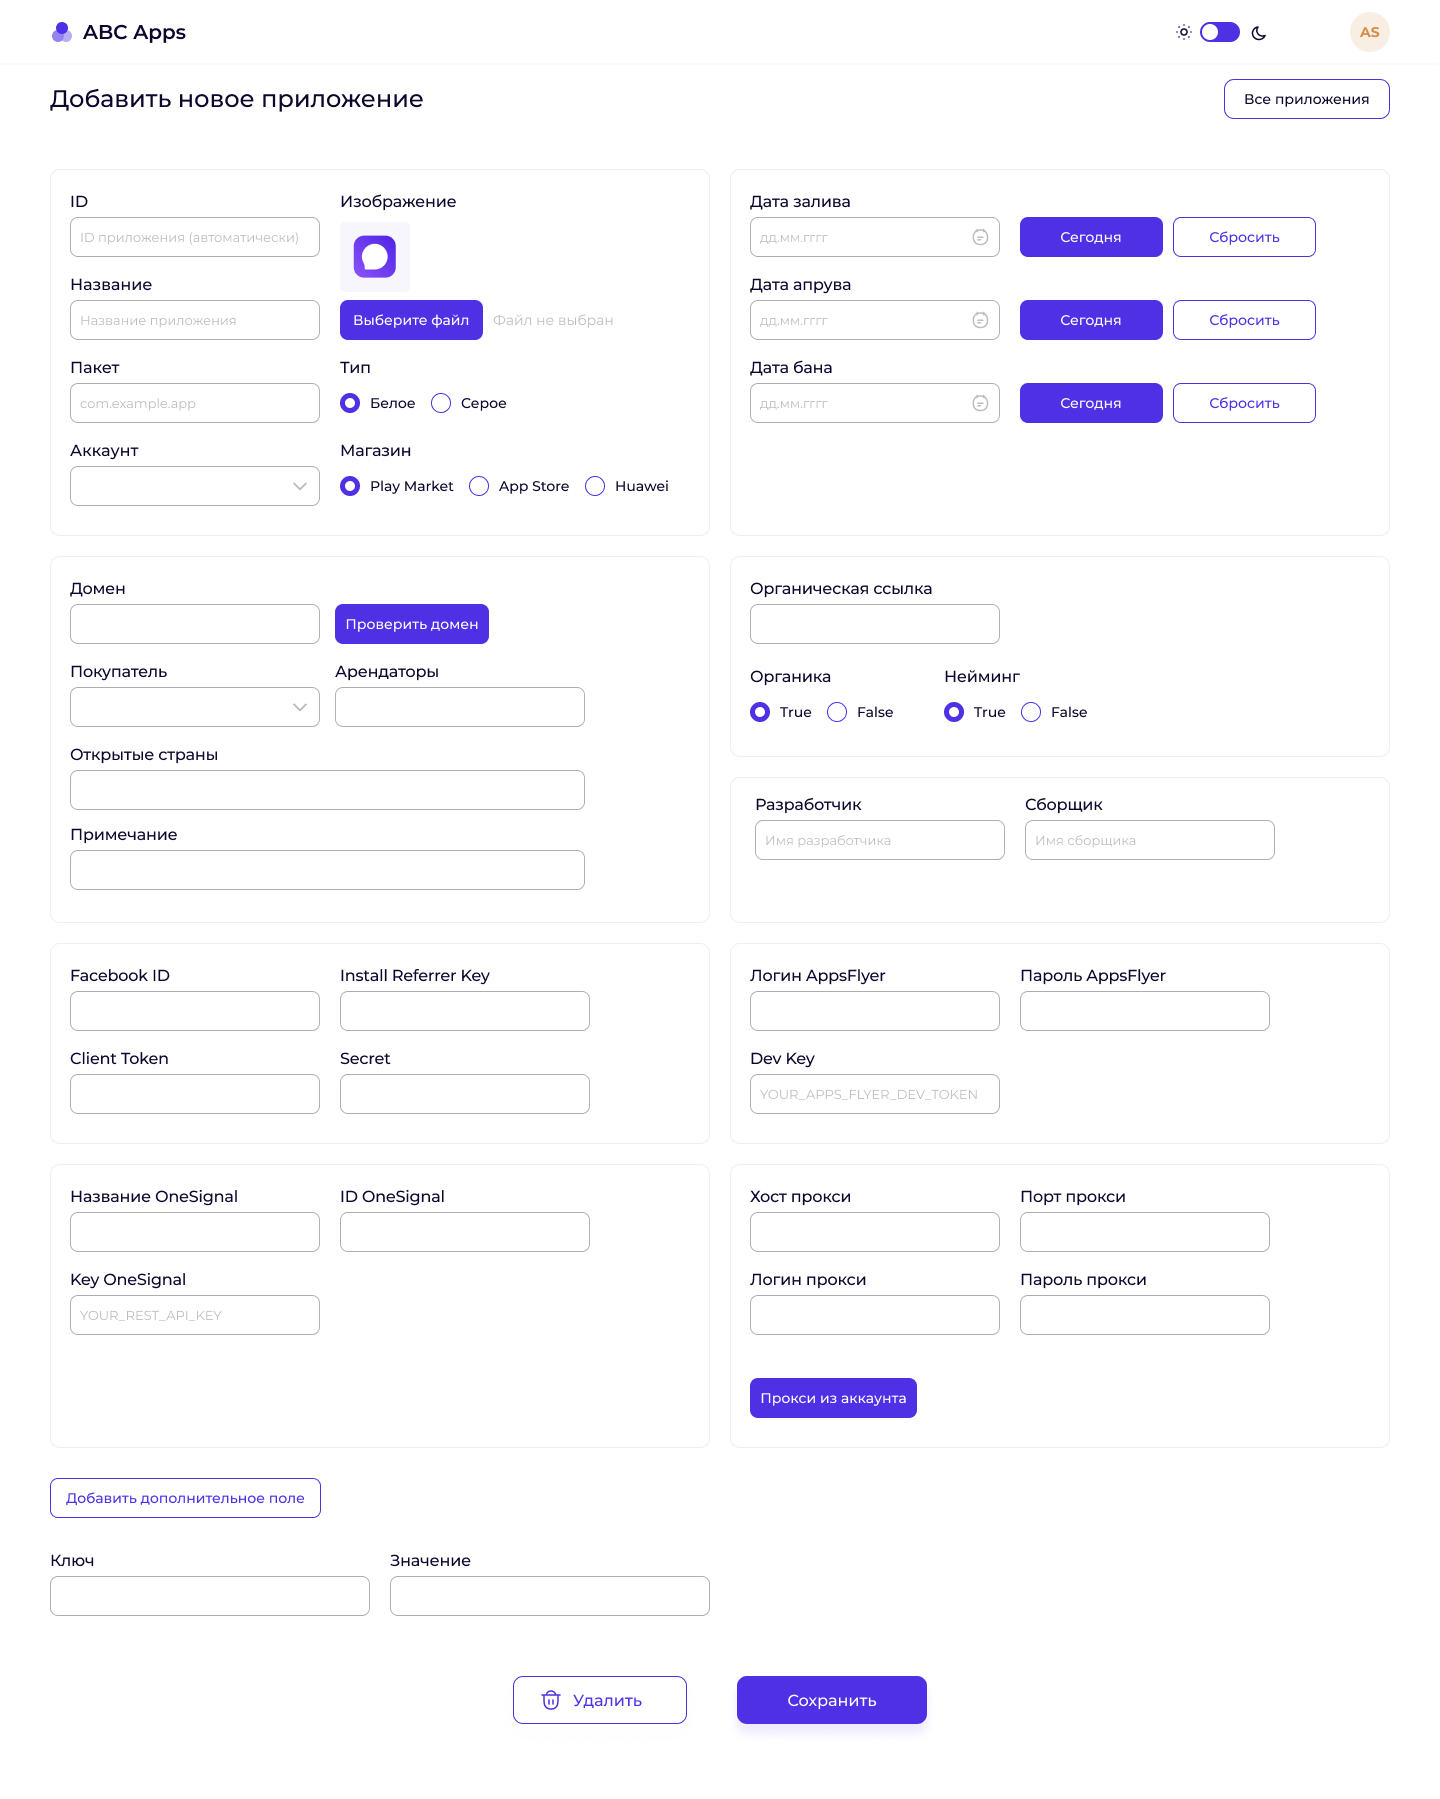 ABC Apps
AS
Добавить новое приложение
Все приложения
ID
ID приложения (автоматически)
Название
Название приложения
Пакет
com.example.app
Аккаунт
Изображение
Выберите файл
Файл не выбран
Тип
Белое
Серое
Магазин
Play Market
App Store
Huawei
Дата залива
дд.мм.гггг
Сегодня
Сбросить
Дата апрува
дд.мм.гггг
Сегодня
Сбросить
Дата бана
дд.мм.гггг
Сегодня
Сбросить
Домен
Проверить домен
Покупатель
Арендаторы
Открытые страны
Примечание
Органическая ссылка
Органика
True
False
Нейминг
True
False
Разработчик
Имя разработчика
Сборщик
Имя сборщика
Facebook ID
Install Referrer Key
Client Token
Secret
Логин AppsFlyer
Пароль AppsFlyer
Dev Key
YOUR_APPS_FLYER_DEV_TOKEN
Название OneSignal
ID OneSignal
Key OneSignal
YOUR_REST_API_KEY
Хост прокси
Порт прокси
Логин прокси
Пароль прокси
Прокси из аккаунта
Добавить дополнительное поле
Ключ
Значение
Удалить
Сохранить